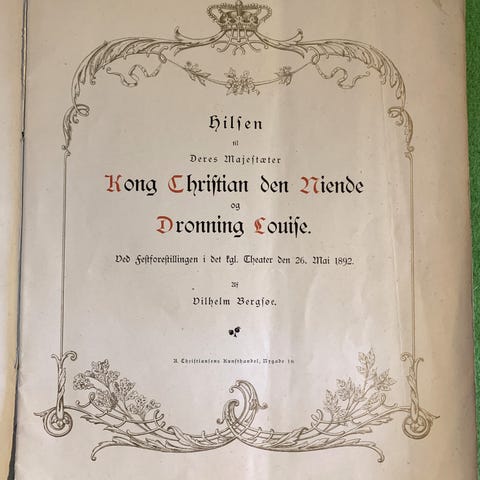 Hilsen
til
Deres Majestæter
Kong Christian den Niende
og
Dronning Louise.
Ved Festforestillingen i det kgl. Theater den 26. Mai 1892.
Af
Vilhelm Bergsøe.
A. Christiansens Kunsthandel, Nygade